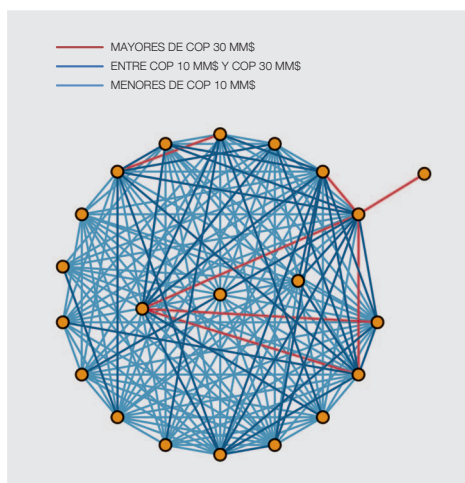 MAYORES DE COP 30 MM$
ENTRE COP 10 MM$ Y COP 30 MM$
MENORES DE COP 10 MM$